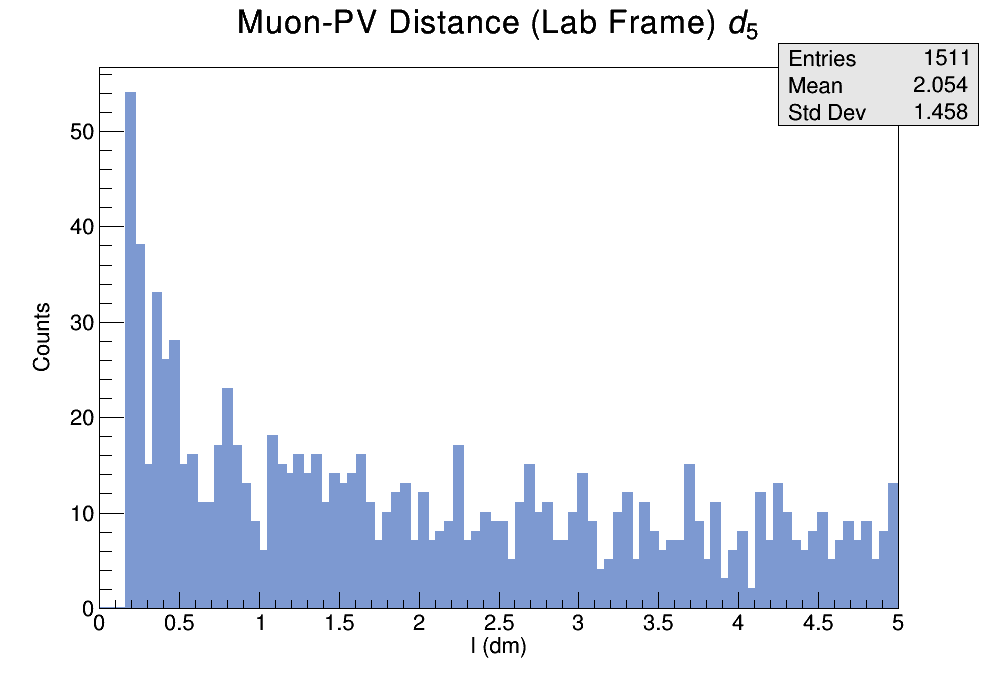 Muon-PV Distance (Lab Frame) d5
Entries 1511
Mean 2.054
Std Dev 1.458
50
40
30
20
10
0
Counts
0 0.5 1 1.5 2 2.5 3 3.5 4 4.5 5
l (dm)